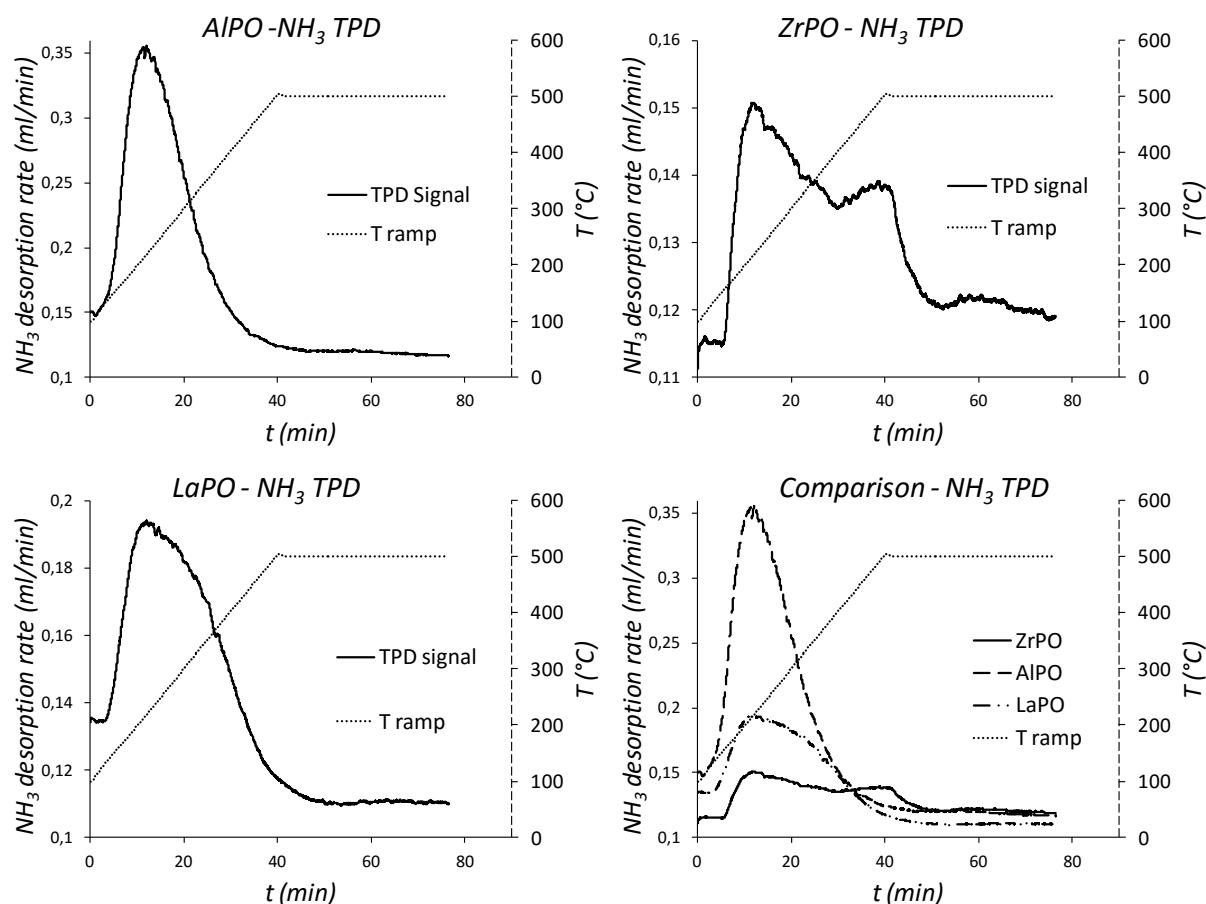 AlPO -NH3 TPD
NH3 desorption rate (ml/min)
0,35
0,3
0,25
0,2
0,15
0,1
0
20
40
60
80
t (min)
600
500
400
300
200
100
0
T (°C)
TPD Signal
T ramp
ZrPO - NH3 TPD
NH3 desorption rate (ml/min)
0,16
0,15
0,14
0,13
0,12
0,11
0
20
40
60
80
t (min)
600
500
400
300
200
100
0
T (°C)
TPD signal
T ramp
LaPO - NH3 TPD
NH3 desorption rate (ml/min)
0,2
0,18
0,16
0,14
0,12
0,1
0
20
40
60
80
t (min)
600
500
400
300
200
100
0
T (°C)
TPD signal
T ramp
Comparison - NH3 TPD
NH3 desorption rate (ml/min)
0,35
0,3
0,25
0,2
0,15
0,1
0
20
40
60
80
t (min)
600
500
400
300
200
100
0
T (°C)
ZrPO
AlPO
LaPO
T ramp